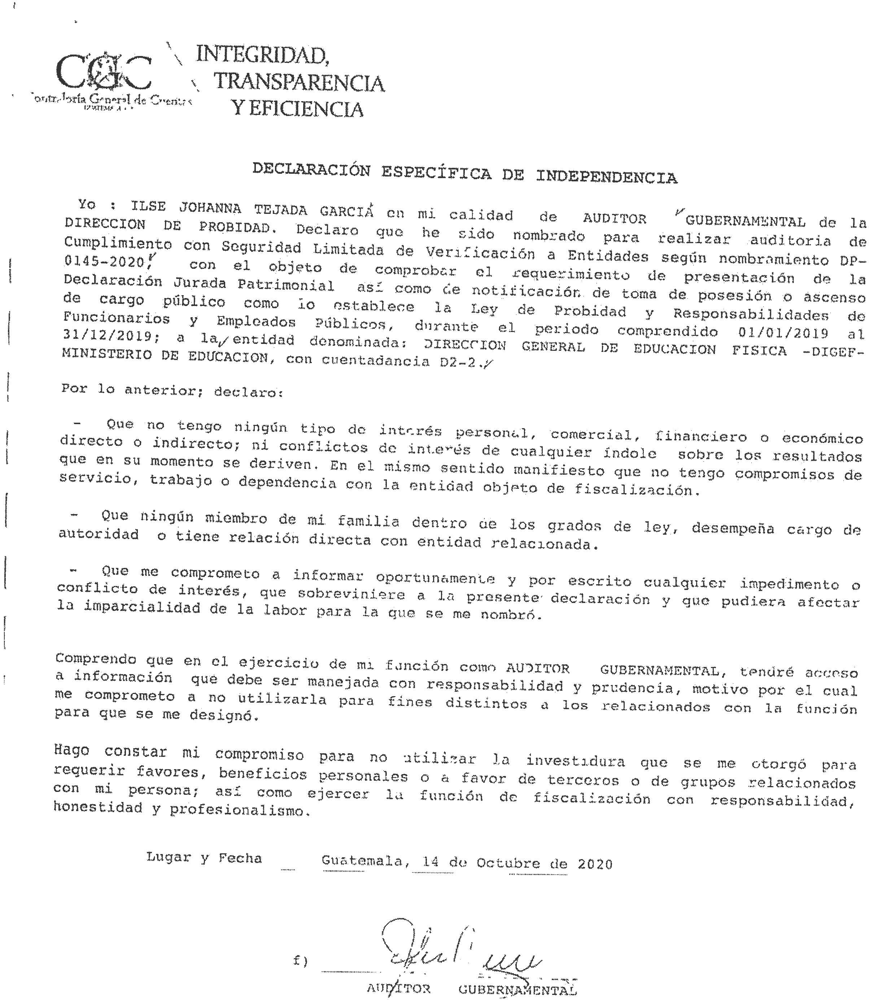 CGC
INTEGRIDAD,
TRANSPARENCIA
Y EFICIENCIA
General de Cuentas
DECLARACIÓN ESPECÍFICA DE INDEPENDENCIA
Yo : ILSE JOHANNA TEJADA GARCIÁ en mi calidad de AUDITOR GUBERNAMENTAL de la
DIRECCION DE PROBIDAD. Declaro que he sido nombrado para realizar auditoria de
Cumplimiento con Seguridad Limitada de Verificación a Entidades según nombramiento DP-
0145-2020, con el objeto de comprobar el requerimiento de presentación de la
Declaración Jurada Patrimonial así como de notificación de toma de posesión o ascenso
de cargo público como lo establece la Ley de Probidad y Responsabilidades de
Funcionarios y Empleados Públicos, durante el periodo comprendido 01/01/2019 al
31/12/2019; a la entidad denominada: DIRECCION GENERAL DE EDUCACION FISICA -DIGEF-
MINISTERIO DE EDUCACION, con cuentadancia D2-2.
Por lo anterior; declaro:
- Que no tengo ningún tipo de interés personal, comercial, financiero o económico
directo o indirecto; ni conflictos de interés de cualquier índole sobre los resultados
que en su momento se deriven. En el mismo sentido manifiesto que no tengo compromisos de
servicio, trabajo o dependencia con la entidad objeto de fiscalización.
- Que ningún miembro de mi familia dentro de los grados de ley, desempeña cargo de
autoridad o tiene relación directa con entidad relacionada.
- Que me comprometo a informar oportunamente y por escrito cualquier impedimento o
conflicto de interés, que sobreviniere a la presente declaración y que pudiera afectar
la imparcialidad de la labor para la que se me nombró.
Comprendo que en el ejercicio de mi función como AUDITOR GUBERNAMENTAL, tendré acceso
a información que debe ser manejada con responsabilidad y prudencia, motivo por el cual
me comprometo a no utilizarla para fines distintos a los relacionados con la función
para que se me designó.
Hago constar mi compromiso para no utilizar la investidura que se me otorgó para
requerir favores, beneficios personales o a favor de terceros o de grupos relacionados
con mi persona; así como ejercer la función de fiscalización con responsabilidad,
honestidad y profesionalismo.
Lugar y Fecha Guatemala, 14 de Octubre de 2020
f)
AUDITOR GUBERNAMENTAL